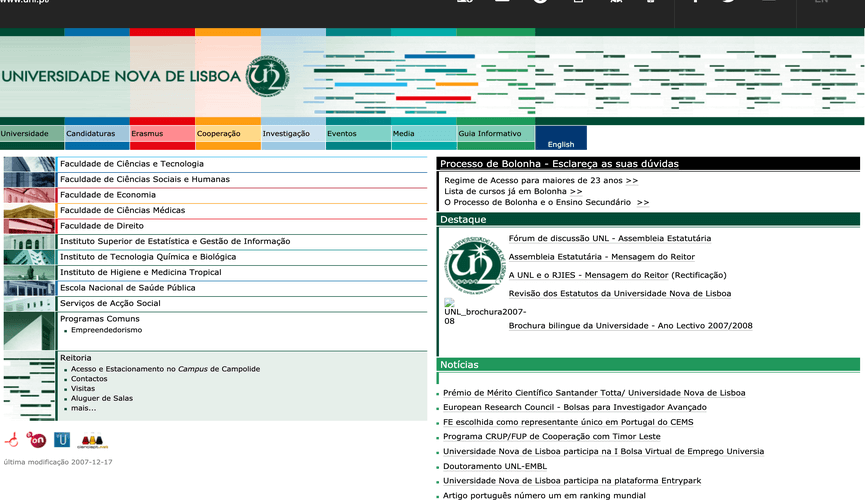 www.unl.pt
EN
UNIVERSIDADE NOVA DE LISBOA
Universidade
Candidaturas
Erasmus
Cooperação
Investigação
Eventos
Media
Guia Informativo
English
Faculdade de Ciências e Tecnologia
Faculdade de Ciências Sociais e Humanas
Faculdade de Economia
Faculdade de Ciências Médicas
Faculdade de Direito
Instituto Superior de Estatística e Gestão de Informação
Instituto de Tecnologia Química e Biológica
Instituto de Higiene e Medicina Tropical
Escola Nacional de Saúde Pública
Serviços de Acção Social
Programas Comuns
Empreendedorismo
Reitoria
Acesso e Estacionamento no Campus de Campolide
Contactos
Visitas
Aluguer de Salas
mais...
última modificação 2007-12-17
Processo de Bolonha - Esclareça as suas dúvidas
Regime de Acesso para maiores de 23 anos >>
Lista de cursos já em Bolonha >>
O Processo de Bolonha e o Ensino Secundário >>
Destaque
Fórum de discussão UNL - Assembleia Estatutária
Assembleia Estatutária - Mensagem do Reitor
A UNL e o RJIES - Mensagem do Reitor (Rectificação)
Revisão dos Estatutos da Universidade Nova de Lisboa
UNL_brochura2007-
08
Brochura bilingue da Universidade - Ano Lectivo 2007/2008
Notícias
Prémio de Mérito Científico Santander Totta/ Universidade Nova de Lisboa
European Research Council - Bolsas para Investigador Avançado
FE escolhida como representante único em Portugal do CEMS
Programa CRUP/FUP de Cooperação com Timor Leste
Universidade Nova de Lisboa participa na I Bolsa Virtual de Emprego Universia
Doutoramento UNL-EMBL
Universidade Nova de Lisboa participa na plataforma Entrypark
Artigo português número um em ranking mundial